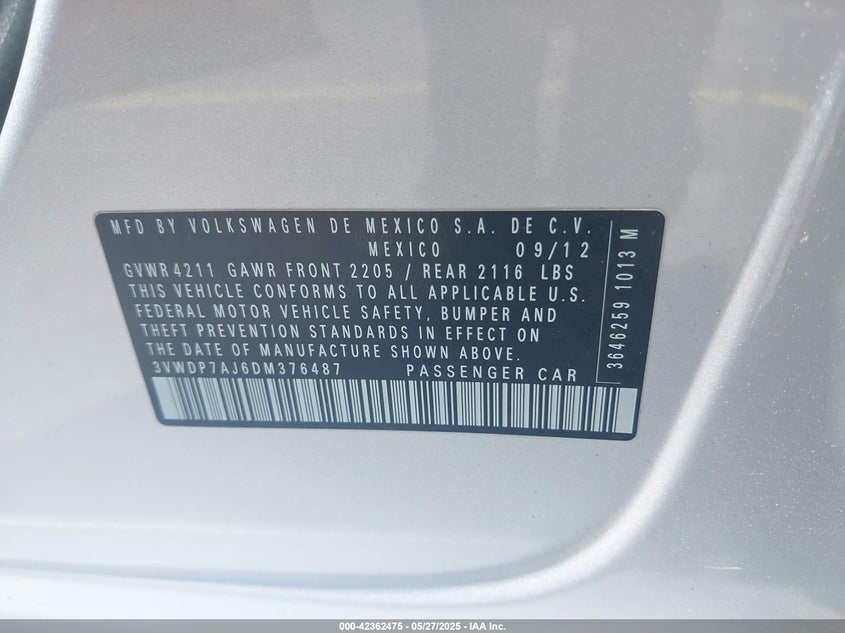 MFD BY VOLKSWAGEN DE MEXICO S.A. DE C.V.
MEXICO 09/12
GVWR 4211 GAWR FRONT 2205 / REAR 2116 LBS
THIS VEHICLE CONFORMS TO ALL APPLICABLE U.S.
FEDERAL MOTOR VEHICLE SAFETY, BUMPER AND
THEFT PREVENTION STANDARDS IN EFFECT ON
THE DATE OF MANUFACTURE SHOWN ABOVE.
3VWDP7AJ6DM376487 PASSENGER CAR
3646259 1013 M
000-42362475 - 05/27/2025 - IAA Inc.